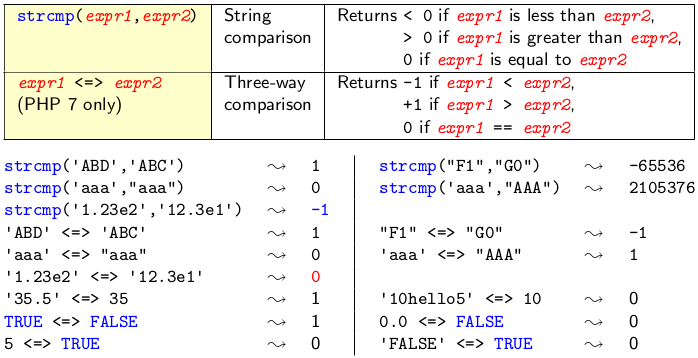 strcmp(expr1,expr2) String comparison Returns < 0 if expr1 is less than expr2,
> 0 if expr1 is greater than expr2,
0 if expr1 is equal to expr2
expr1 <=> expr2 (PHP 7 only) Three-way comparison Returns −1 if expr1 < expr2,
+1 if expr1 > expr2,
0 if expr1 == expr2
strcmp('ABD','ABC') ⤳ 1
strcmp('aaa',"aaa") ⤳ 0
strcmp('1.23e2','12.3e1') ⤳ -1
'ABD' <=> 'ABC' ⤳ 1
'aaa' <=> "aaa" ⤳ 0
'1.23e2' <=> '12.3e1' ⤳ 0
'35.5' <=> 35 ⤳ 1
TRUE <=> FALSE ⤳ 1
5 <=> TRUE ⤳ 0
strcmp("F1","G0") ⤳ -65536
strcmp('aaa',"AAA") ⤳ 2105376
"F1" <=> "G0" ⤳ -1
'aaa' <=> "AAA" ⤳ 1
'10hello5' <=> 10 ⤳ 0
0.0 <=> FALSE ⤳ 0
'FALSE' <=> TRUE ⤳ 0